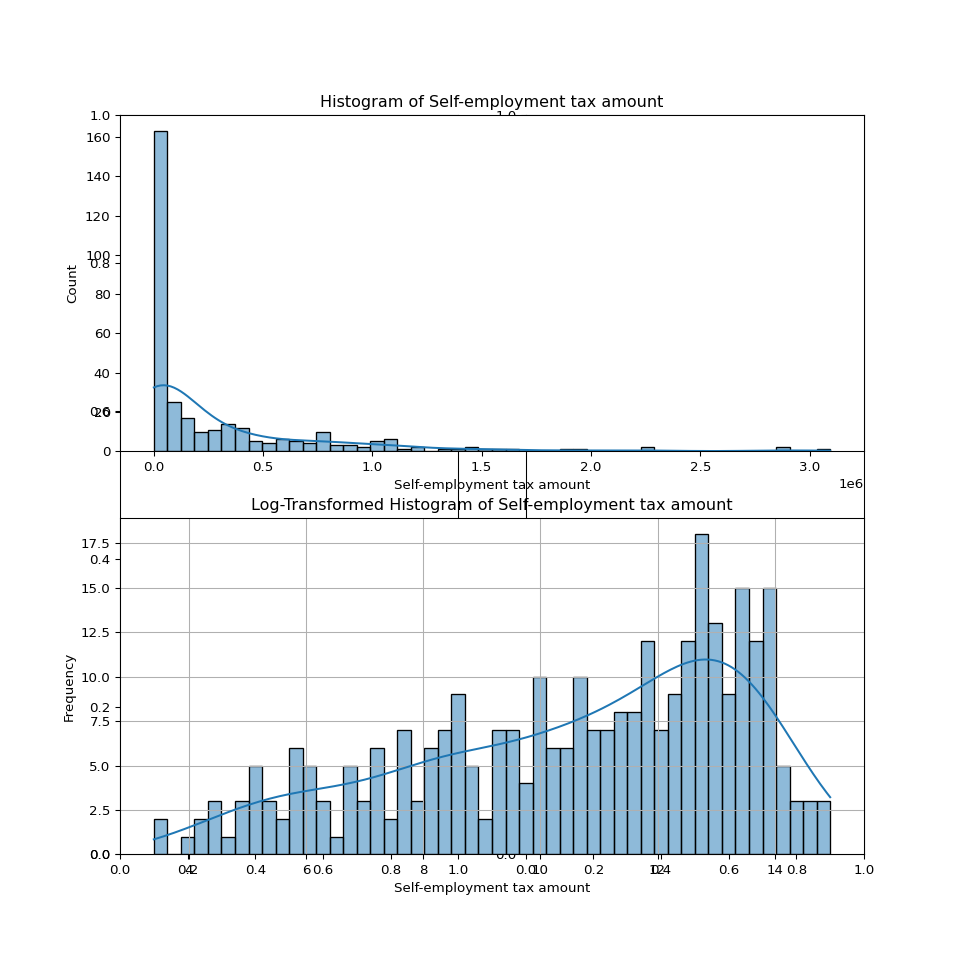 Histogram of Self-employment tax amount
1.0
1.0
160
140
120
100
0.8
Count
80
60
40
20
0.6
0
0.0 0.5 1.0 1.5 2.0 2.5 3.0
1e6
Self-employment tax amount
Log-Transformed Histogram of Self-employment tax amount
17.5
0.4
15.0
12.5
Frequency
10.0
0.2
7.5
5.0
2.5
0.0
0.0
0.0 0.2 4 0.4 6 0.6 0.8 8 1.0 0.0 10 0.2 12 0.4 0.6 14 0.8 1.0
Self-employment tax amount